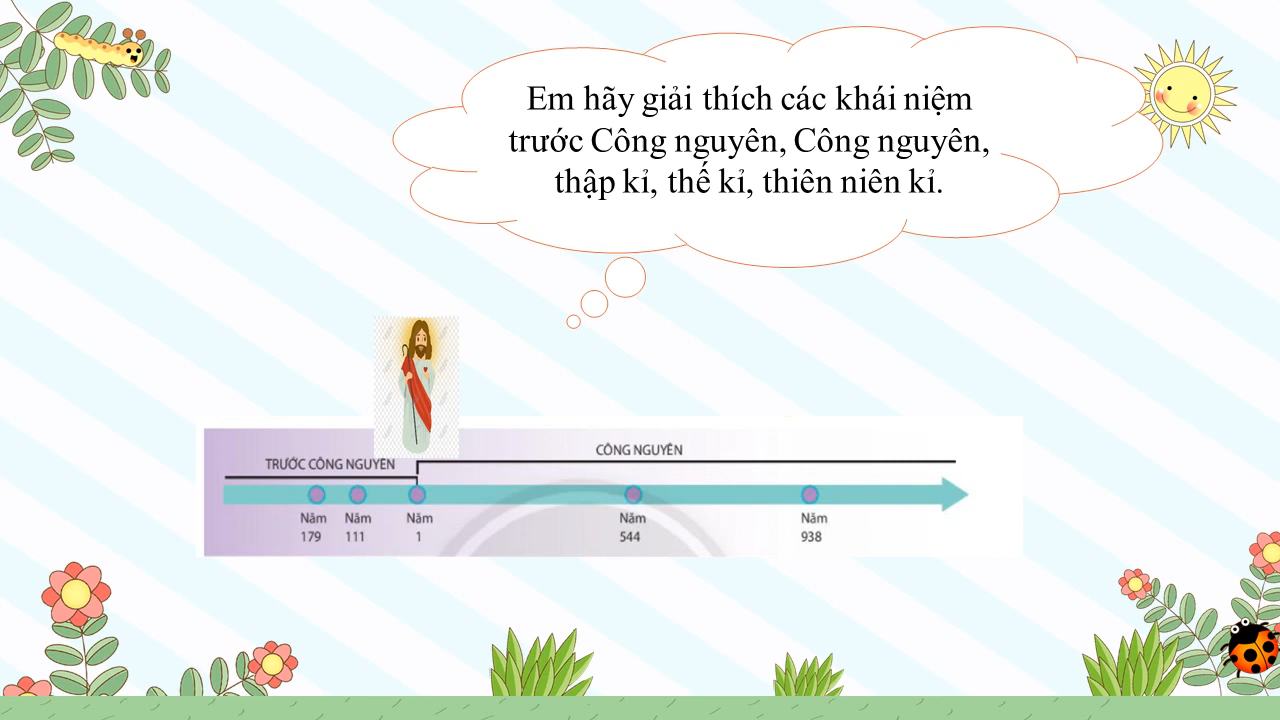 Em hãy giải thích các khái niệm
trước Công nguyên, Công nguyên,
thập kỉ, thế kỉ, thiên niên kỉ.
CÔNG NGUYÊN
TRƯỚC CÔNG NGUYÊN
Năm 179
Năm 111
Năm 1
Năm 544
Năm 938